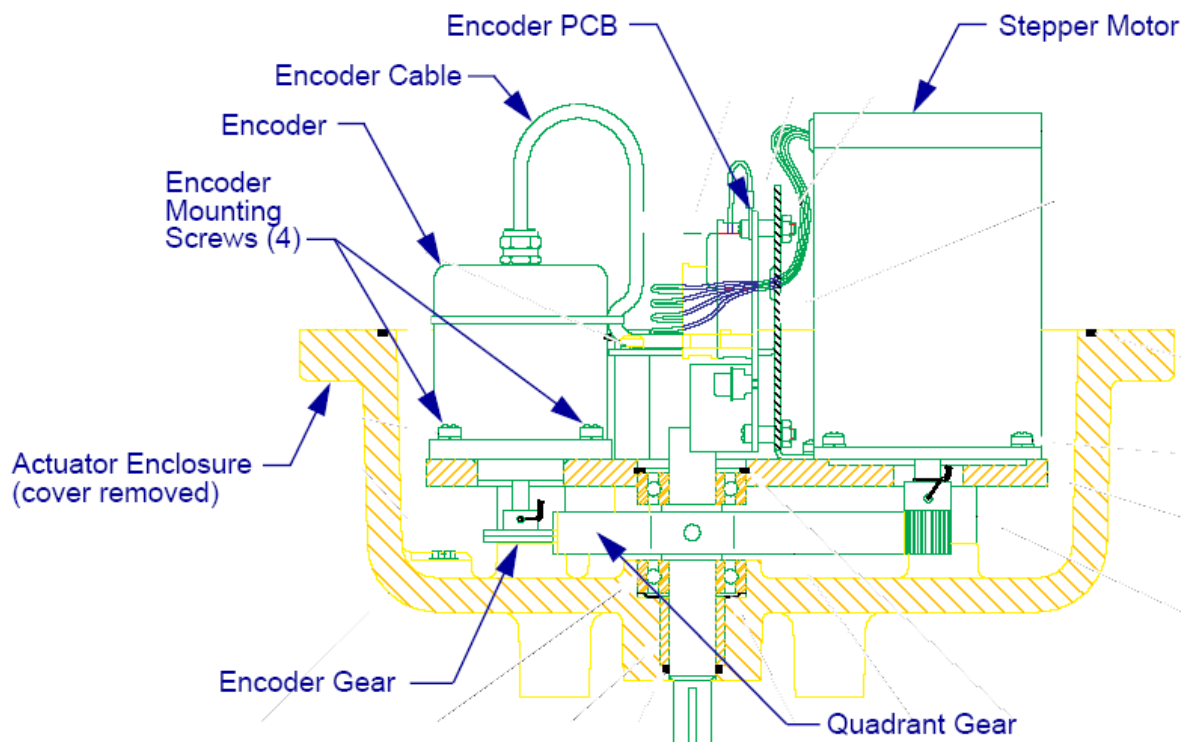 Encoder PCB
Stepper Motor
Encoder Cable
Encoder
Encoder
Mounting
Screws (4)
Actuator Enclosure
(cover removed)
Encoder Gear
Quadrant Gear